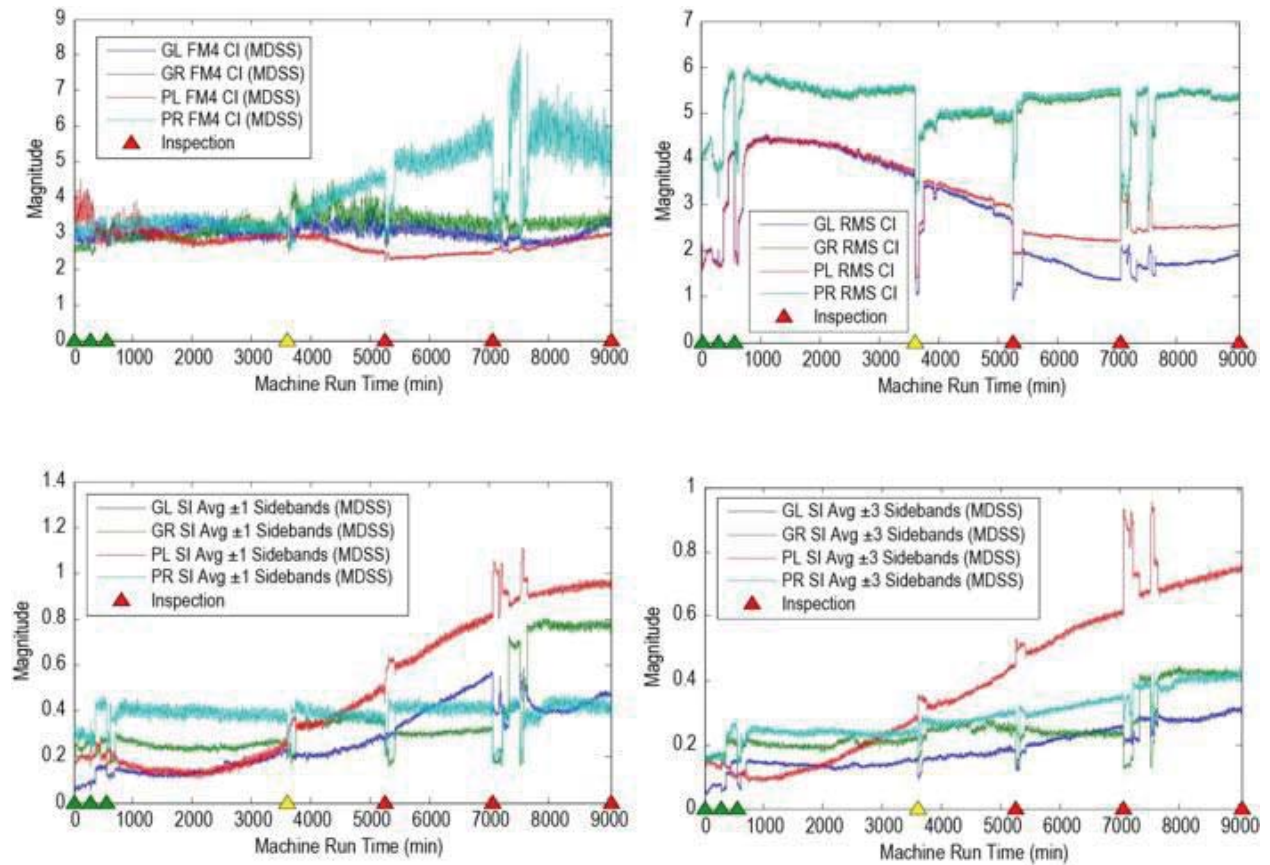 9
8
7
6
5
4
3
2
1
0
Magnitude
GL FM4 CI (MDSS)
GR FM4 CI (MDSS)
PL FM4 CI (MDSS)
PR FM4 CI (MDSS)
Inspection
0 1000 2000 3000 4000 5000 6000 7000 8000 9000
Machine Run Time (min)
7
6
5
4
3
2
1
0
Magnitude
GL RMS CI
GR RMS CI
PL RMS CI
PR RMS CI
Inspection
0 1000 2000 3000 4000 5000 6000 7000 8000 9000
Machine Run Time (min)
1.4
1.2
1
0.8
0.6
0.4
0.2
0
Magnitude
GL SI Avg ±1 Sidebands (MDSS)
GR SI Avg ±1 Sidebands (MDSS)
PL SI Avg ±1 Sidebands (MDSS)
PR SI Avg ±1 Sidebands (MDSS)
Inspection
0 1000 2000 3000 4000 5000 6000 7000 8000 9000
Machine Run Time (min)
1
0.8
0.6
0.4
0.2
0
Magnitude
GL SI Avg ±3 Sidebands (MDSS)
GR SI Avg ±3 Sidebands (MDSS)
PL SI Avg ±3 Sidebands (MDSS)
PR SI Avg ±3 Sidebands (MDSS)
Inspection
0 1000 2000 3000 4000 5000 6000 7000 8000 9000
Machine Run Time (min)